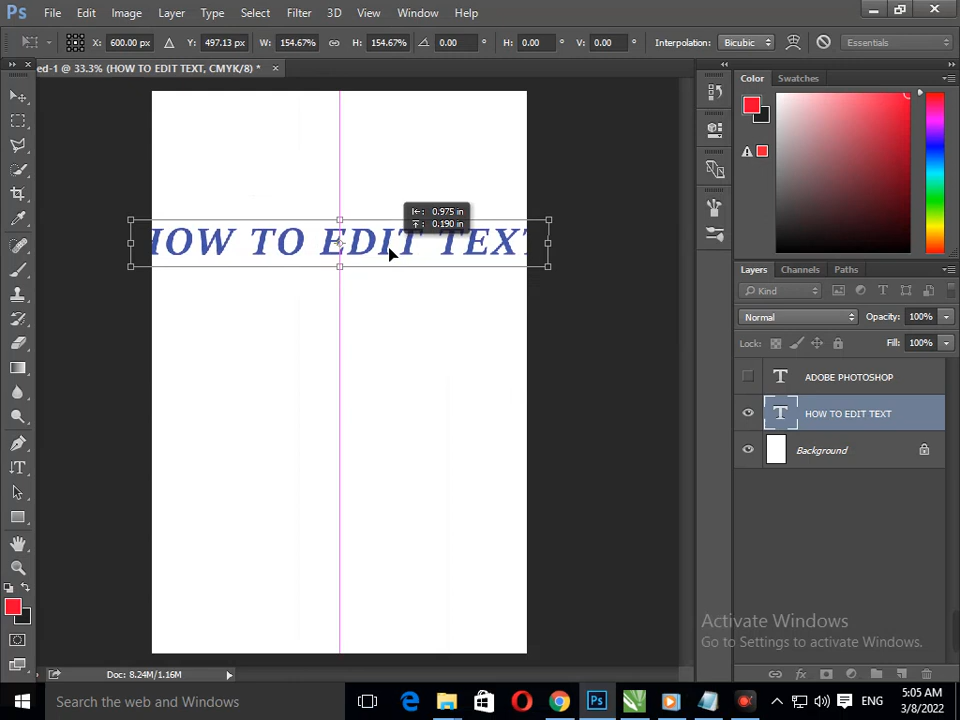 Ps File Edit Image Layer Type Select Filter 3D View Window Help
X: 600.00 px Y: 497.13 px W: 154.67% H: 154.67% 0.00 ° H: 0.00 ° V: 0.00 ° Interpolation: Bicubic Essentials
ed-1 @ 33.3% (HOW TO EDIT TEXT, CMYK/8) * ×
Color Swatches
0.975 in
0.190 in
HOW TO EDIT TEXT
Layers Channels Paths
Kind
Normal Opacity: 100%
Lock: Fill: 100%
T ADOBE PHOTOSHOP
T HOW TO EDIT TEXT
Background
Activate Windows
Go to Settings to activate Windows.
Doc: 8.24M/1.16M
Search the web and Windows
ENG
5:05 AM
3/8/2022